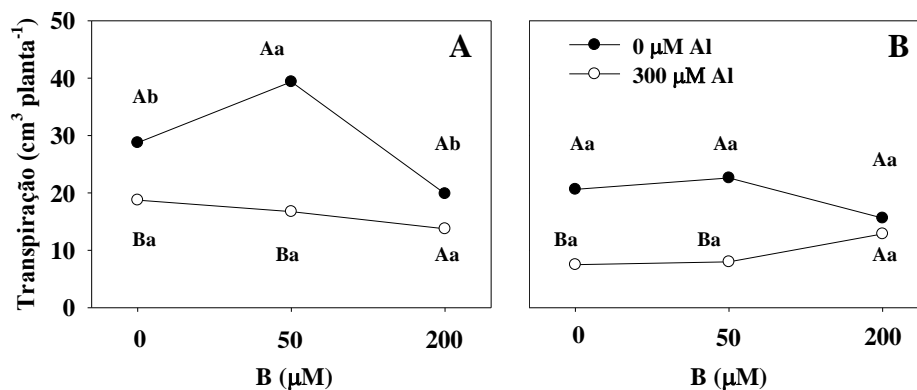 Transpiração (cm³ planta⁻¹)
50
40
30
20
10
0
A
Ab
Aa
Ab
Ba
Ba
Aa
0
50
200
B (µM)
B
0 µM Al
300 µM Al
Aa
Aa
Aa
Ba
Ba
Aa
0
50
200
B (µM)